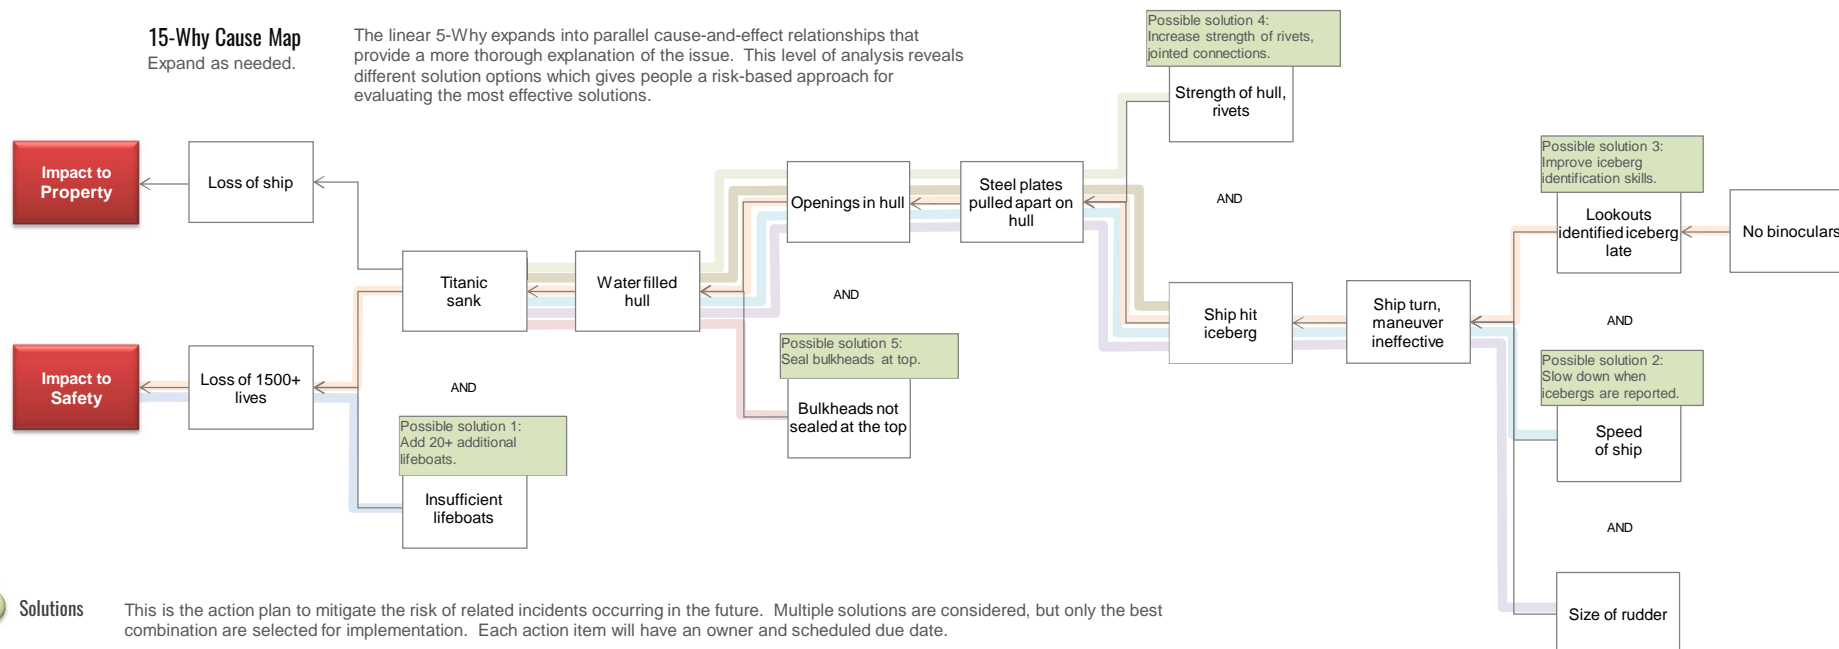 15-Why Cause Map
Expand as needed.
The linear 5-Why expands into parallel cause-and-effect relationships that
provide a more thorough explanation of the issue. This level of analysis reveals
different solution options which gives people a risk-based approach for
evaluating the most effective solutions.
Possible solution 4:
Increase strength of rivets,
jointed connections.
Strength of hull,
rivets
Impact to
Property
Loss of ship
Openings in hull
Steel plates
pulled apart on
hull
AND
Possible solution 3:
Improve iceberg
identification skills.
Lookouts
identified iceberg
late
No binoculars
Titanic
sank
Water filled
hull
AND
Ship hit
iceberg
Ship turn,
maneuver
ineffective
AND
Impact to
Safety
Loss of 1500+
lives
AND
Possible solution 5:
Seal bulkheads at top.
Bulkheads not
sealed at the top
Possible solution 2:
Slow down when
icebergs are reported.
Speed
of ship
Possible solution 1:
Add 20+ additional
lifeboats.
Insufficient
lifeboats
AND
Size of rudder
Solutions
This is the action plan to mitigate the risk of related incidents occurring in the future. Multiple solutions are considered, but only the best
combination are selected for implementation. Each action item will have an owner and scheduled due date.